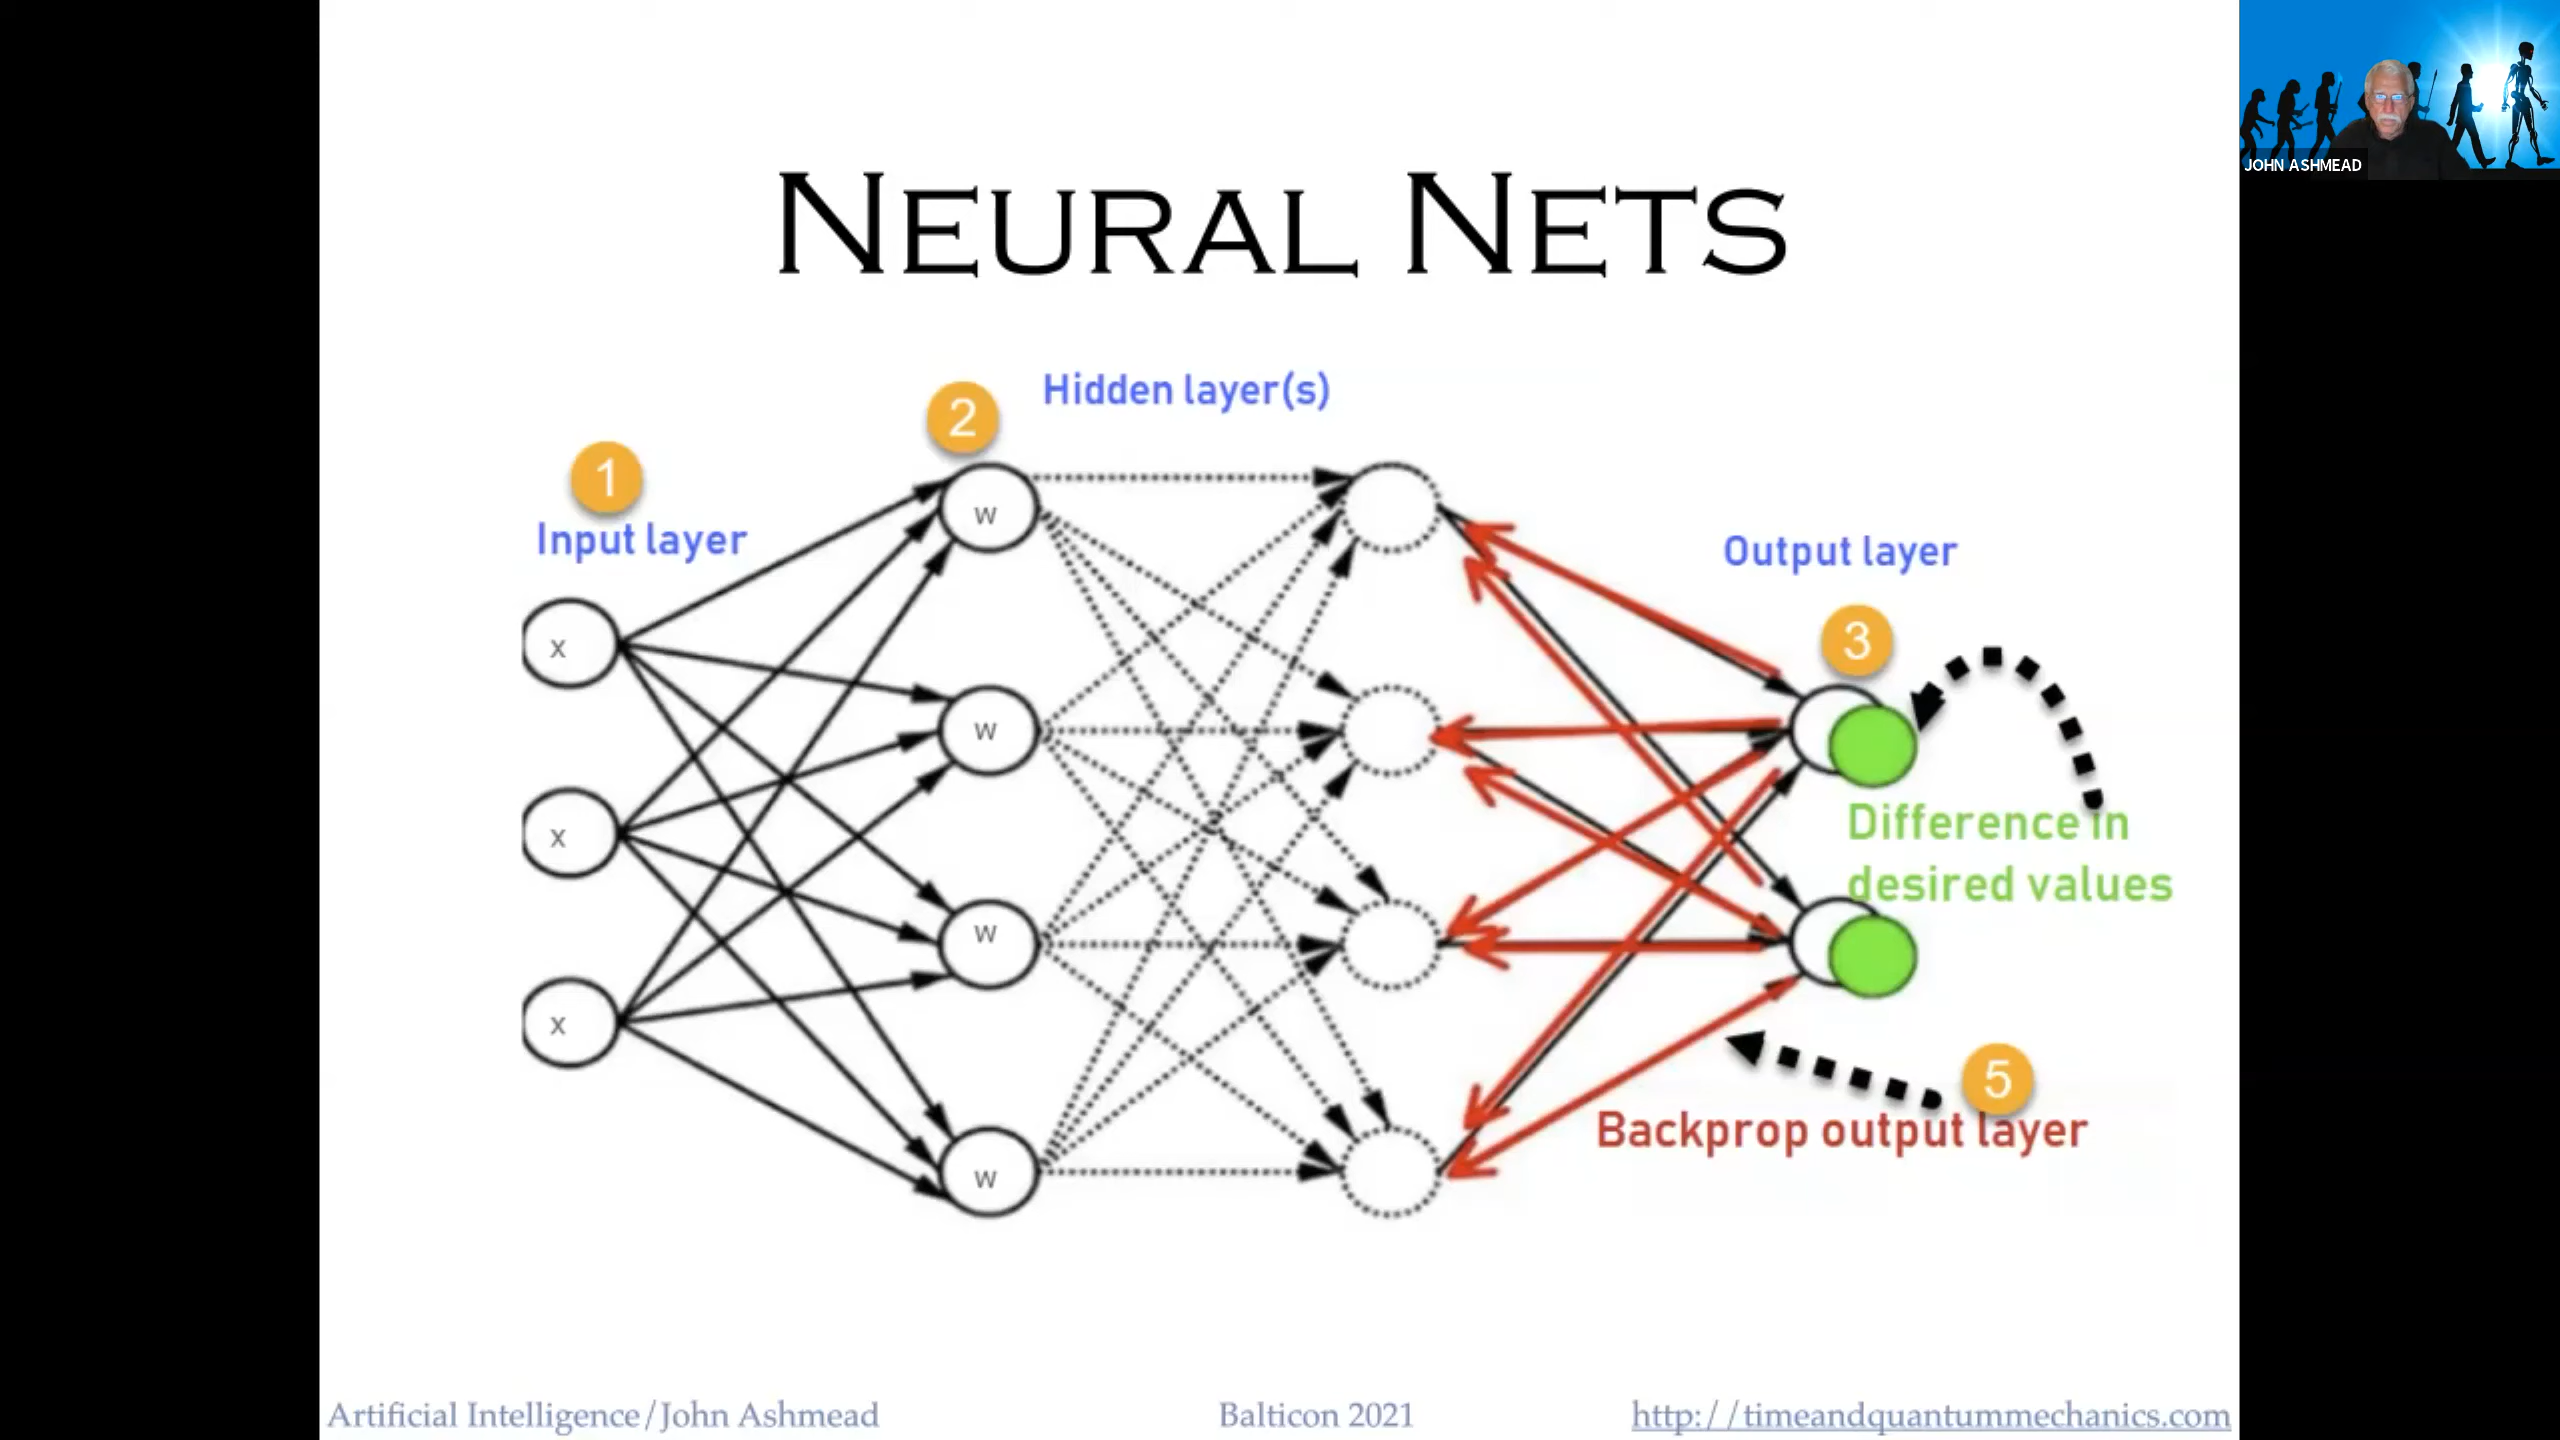 JOHN ASHMEAD
NEURAL NETS
2
Hidden layer(s)
1
Input layer
Output layer
3
x
x
x
w
w
w
w
Difference in
desired values
5
Backprop output layer
Artificial Intelligence/John Ashmead
Balticon 2021
http://timeandquantummechanics.com